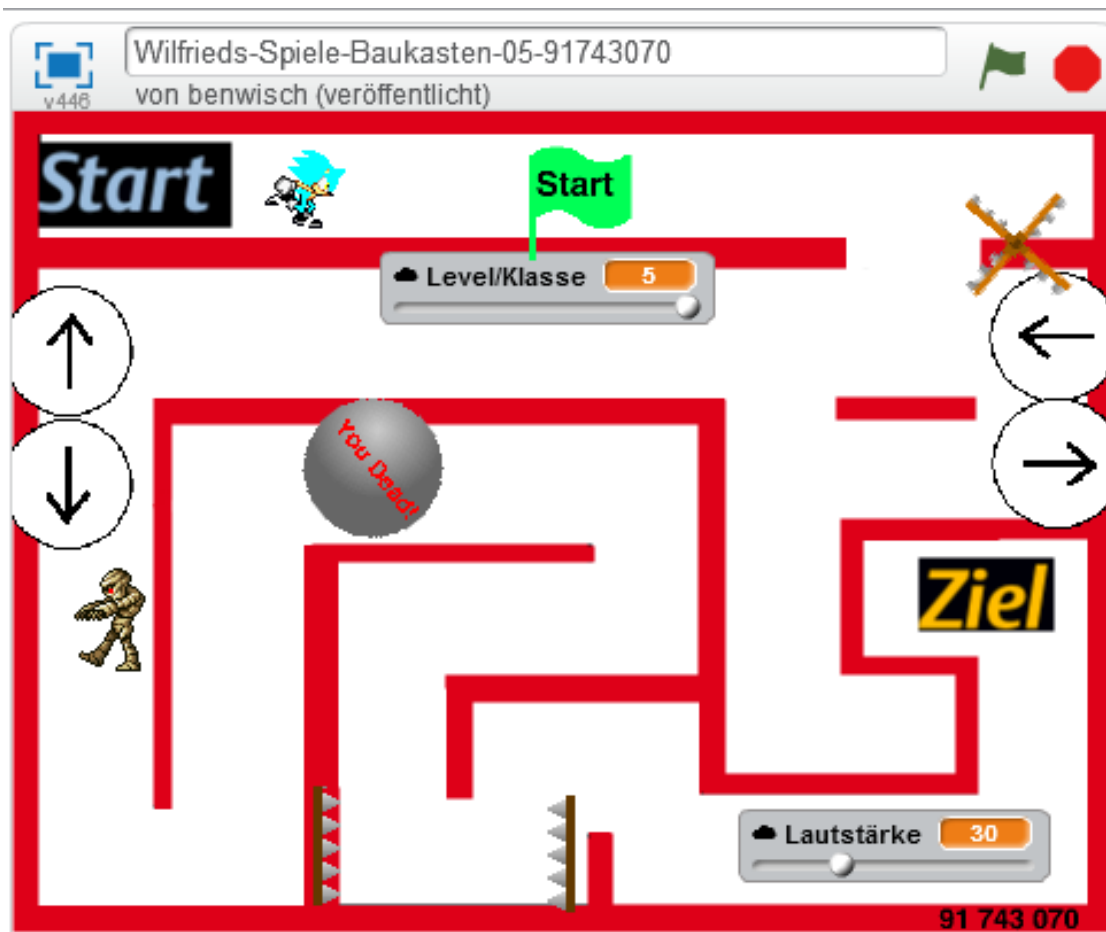 Wilfrieds-Spiele-Baukasten-05-91743070
v446
von benwisch (veröffentlicht)
Start
Start
Level/Klasse 5
You Dead!
Ziel
Lautstärke 30
91 743 070